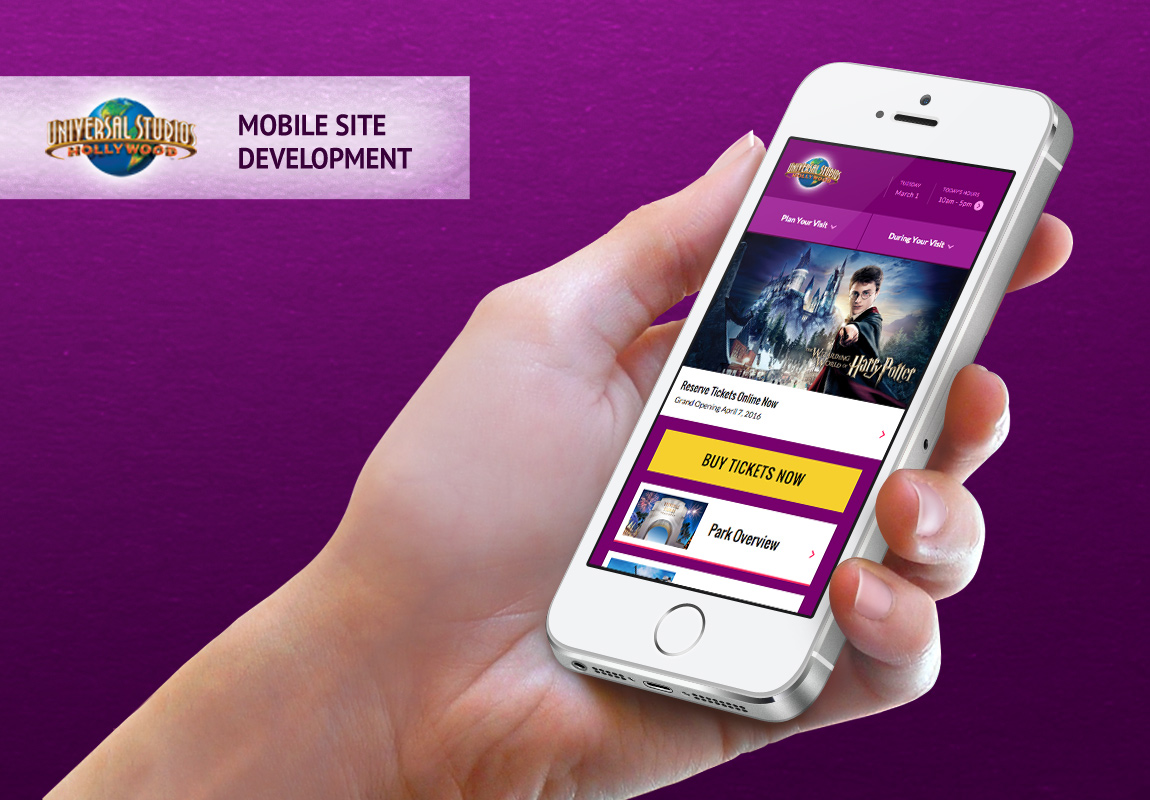 UNIVERSAL STUDIOS
HOLLYWOOD
MOBILE SITE
DEVELOPMENT
UNIVERSAL STUDIOS
HOLLYWOOD
TUESDAY
March 1
TODAY'S HOURS
10am - 5pm
Plan Your Visit
During Your Visit
THE WIZARDING
WORLD OF
Harry Potter
Reserve Tickets Online Now
Grand Opening April 7, 2016
BUY TICKETS NOW
Park Overview